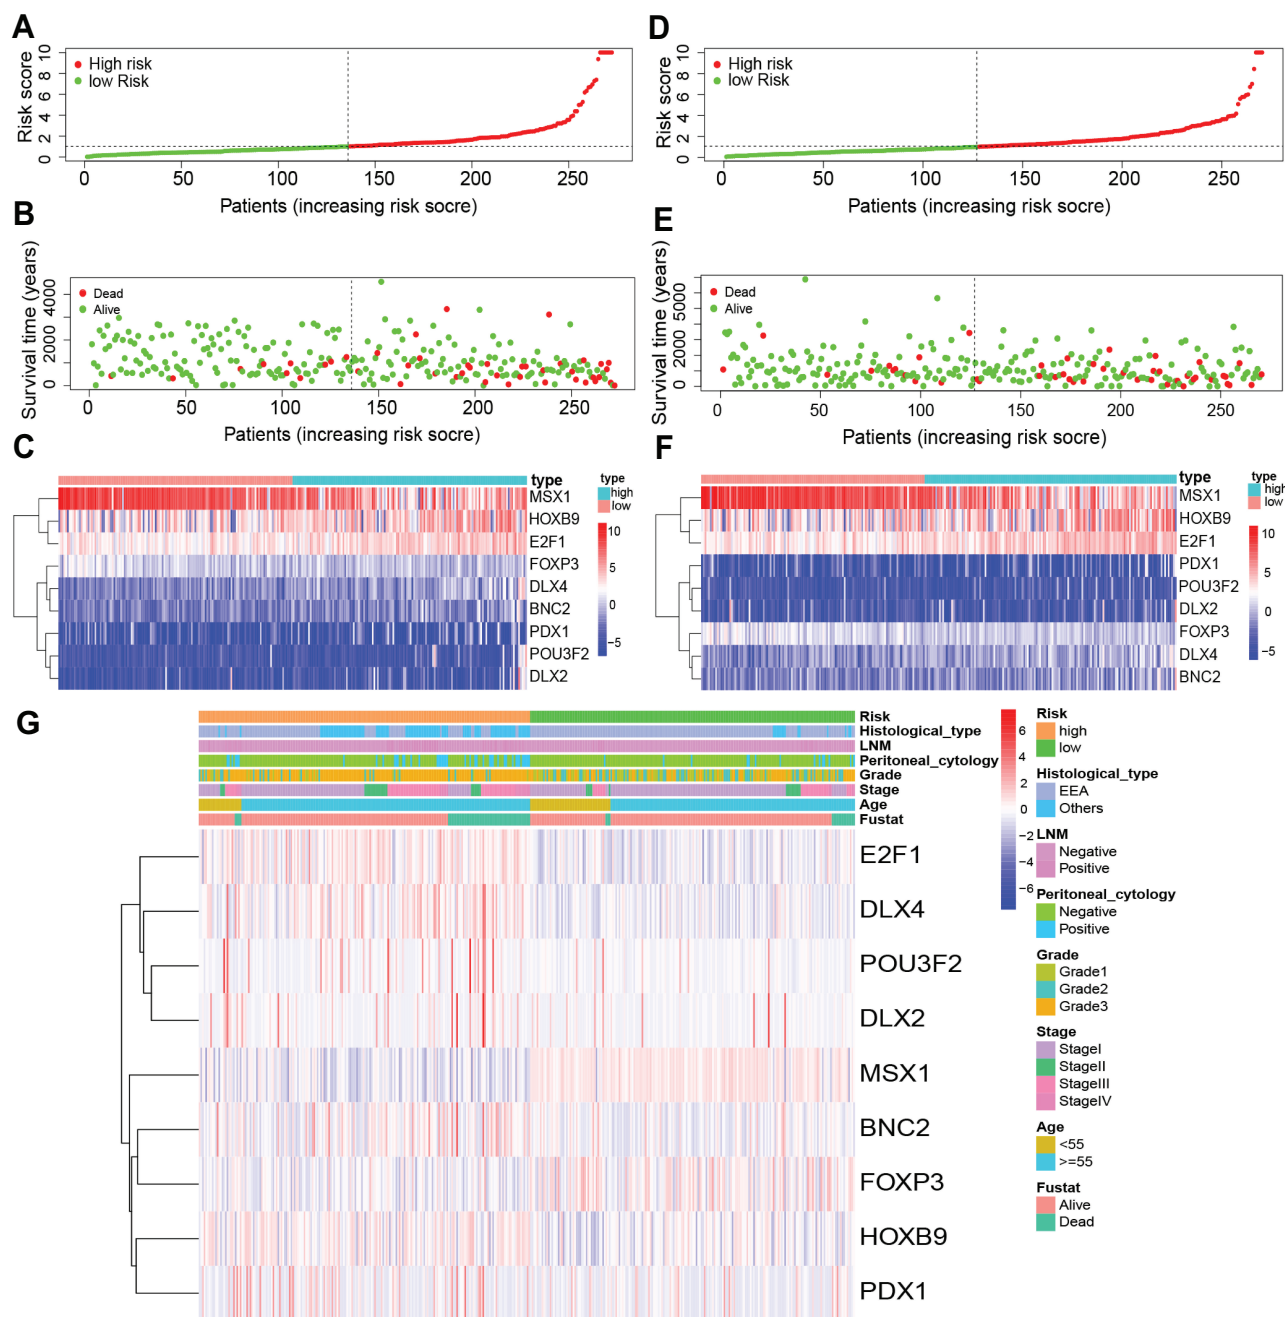 A
Risk score
10
8
6
4
2
0
High risk
low Risk
0 50 100 150 200 250
Patients (increasing risk socre)
D
Risk score
10
8
6
4
2
0
High risk
low Risk
0 50 100 150 200 250
Patients (increasing risk socre)
B
Survival time (years)
4000
2000
0
Dead
Alive
0 50 100 150 200 250
Patients (increasing risk socre)
E
Survival time (years)
5000
2000
0
Dead
Alive
0 50 100 150 200 250
Patients (increasing risk socre)
C
type
MSX1
HOXB9
E2F1
FOXP3
DLX4
BNC2
PDX1
POU3F2
DLX2
type
high
low
10
5
0
−5
F
type
MSX1
HOXB9
E2F1
PDX1
POU3F2
DLX2
FOXP3
DLX4
BNC2
type
high
low
10
5
0
−5
G
Risk
Histological_type
LNM
Peritoneal_cytology
Grade
Stage
Age
Fustat
E2F1
DLX4
POU3F2
DLX2
MSX1
BNC2
FOXP3
HOXB9
PDX1
6
4
2
0
−2
−4
−6
Risk
high
low
Histological_type
EEA
Others
LNM
Negative
Positive
Peritoneal_cytology
Negative
Positive
Grade
Grade1
Grade2
Grade3
Stage
StageI
StageII
StageIII
StageIV
Age
<55
>=55
Fustat
Alive
Dead